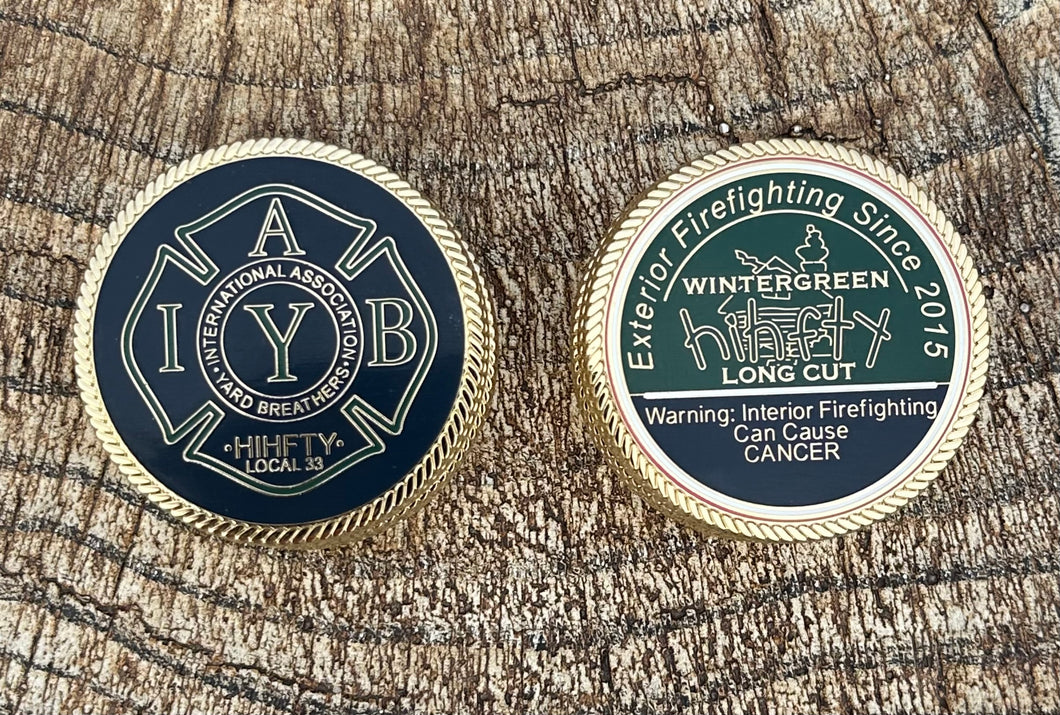 A
I Y B
·INTERNATIONAL ASSOCIATION·
YARD BREATHERS
·HIHFTY·
LOCAL 33
Exterior Firefighting Since 2015
WINTERGREEN
hihfty
LONG CUT
Warning: Interior Firefighting
Can Cause
CANCER